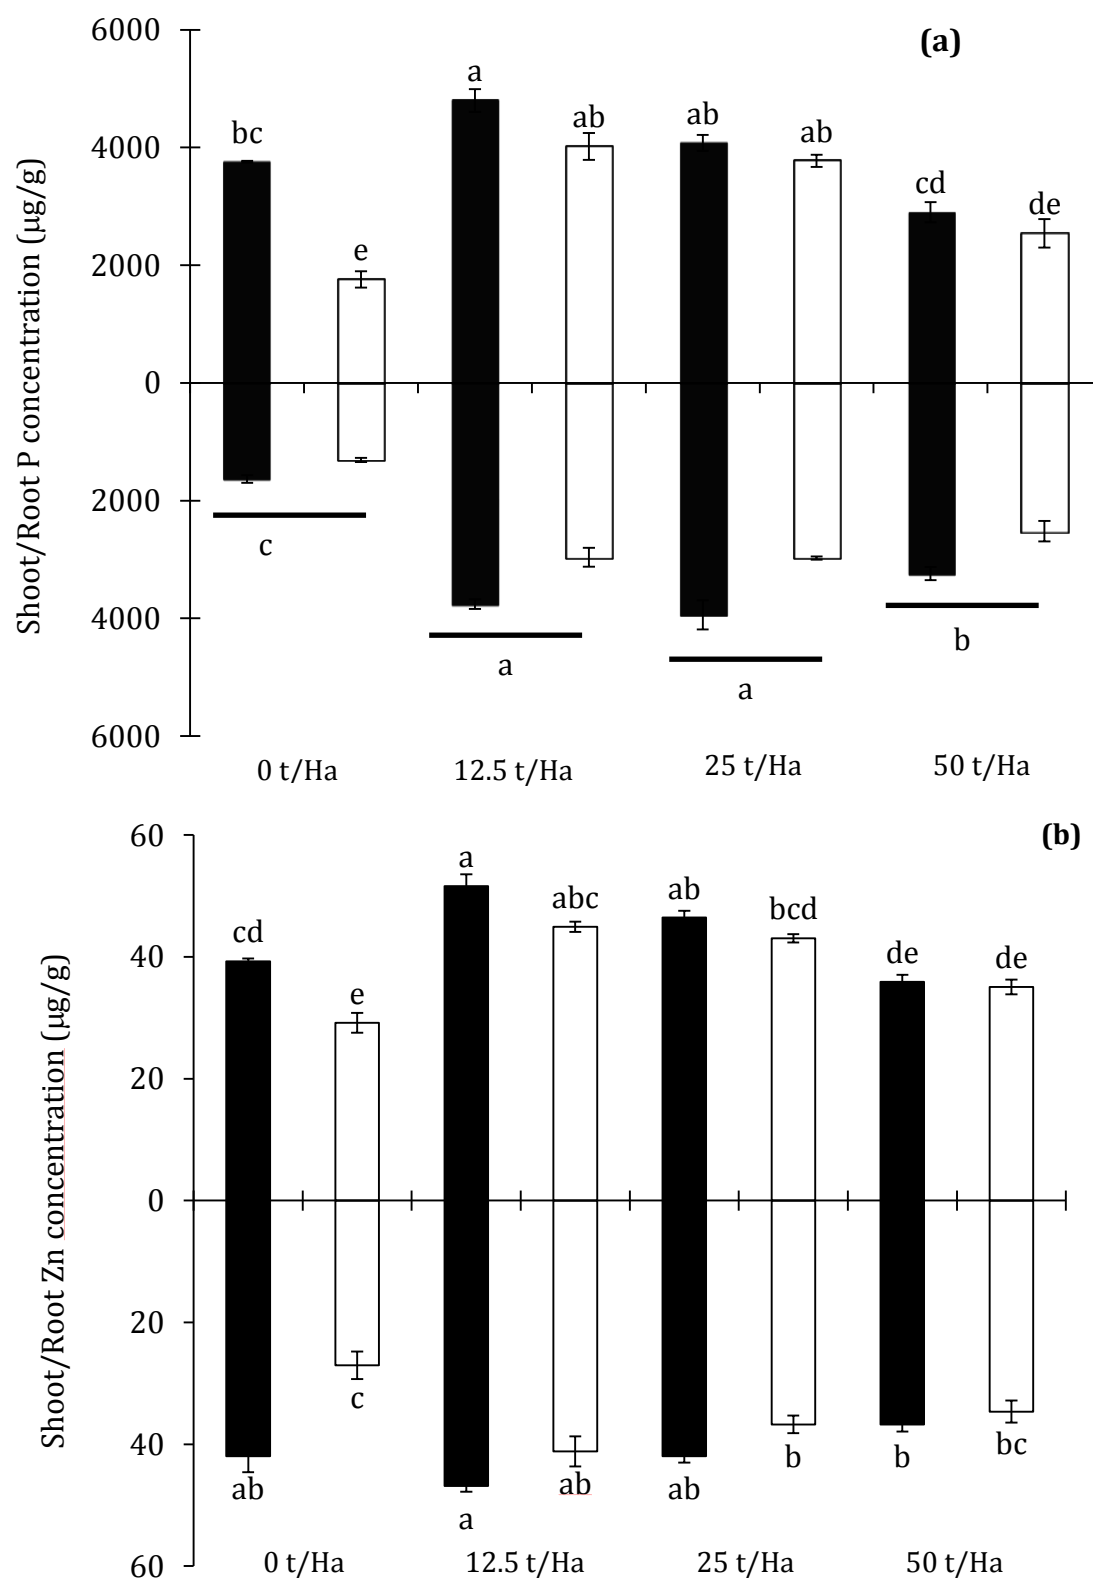 6000
(a)
a
bc
ab
ab
ab
4000
cd
de
e
2000
0
2000
c
4000
a
b
a
6000
0 t/Ha
12.5 t/Ha
25 t/Ha
50 t/Ha
Shoot/Root P concentration (µg/g)
60
(b)
a
abc
ab
bcd
cd
de
de
40
e
20
0
20
c
40
ab
ab
ab
b
b
bc
a
60
0 t/Ha
12.5 t/Ha
25 t/Ha
50 t/Ha
Shoot/Root Zn concentration (µg/g)